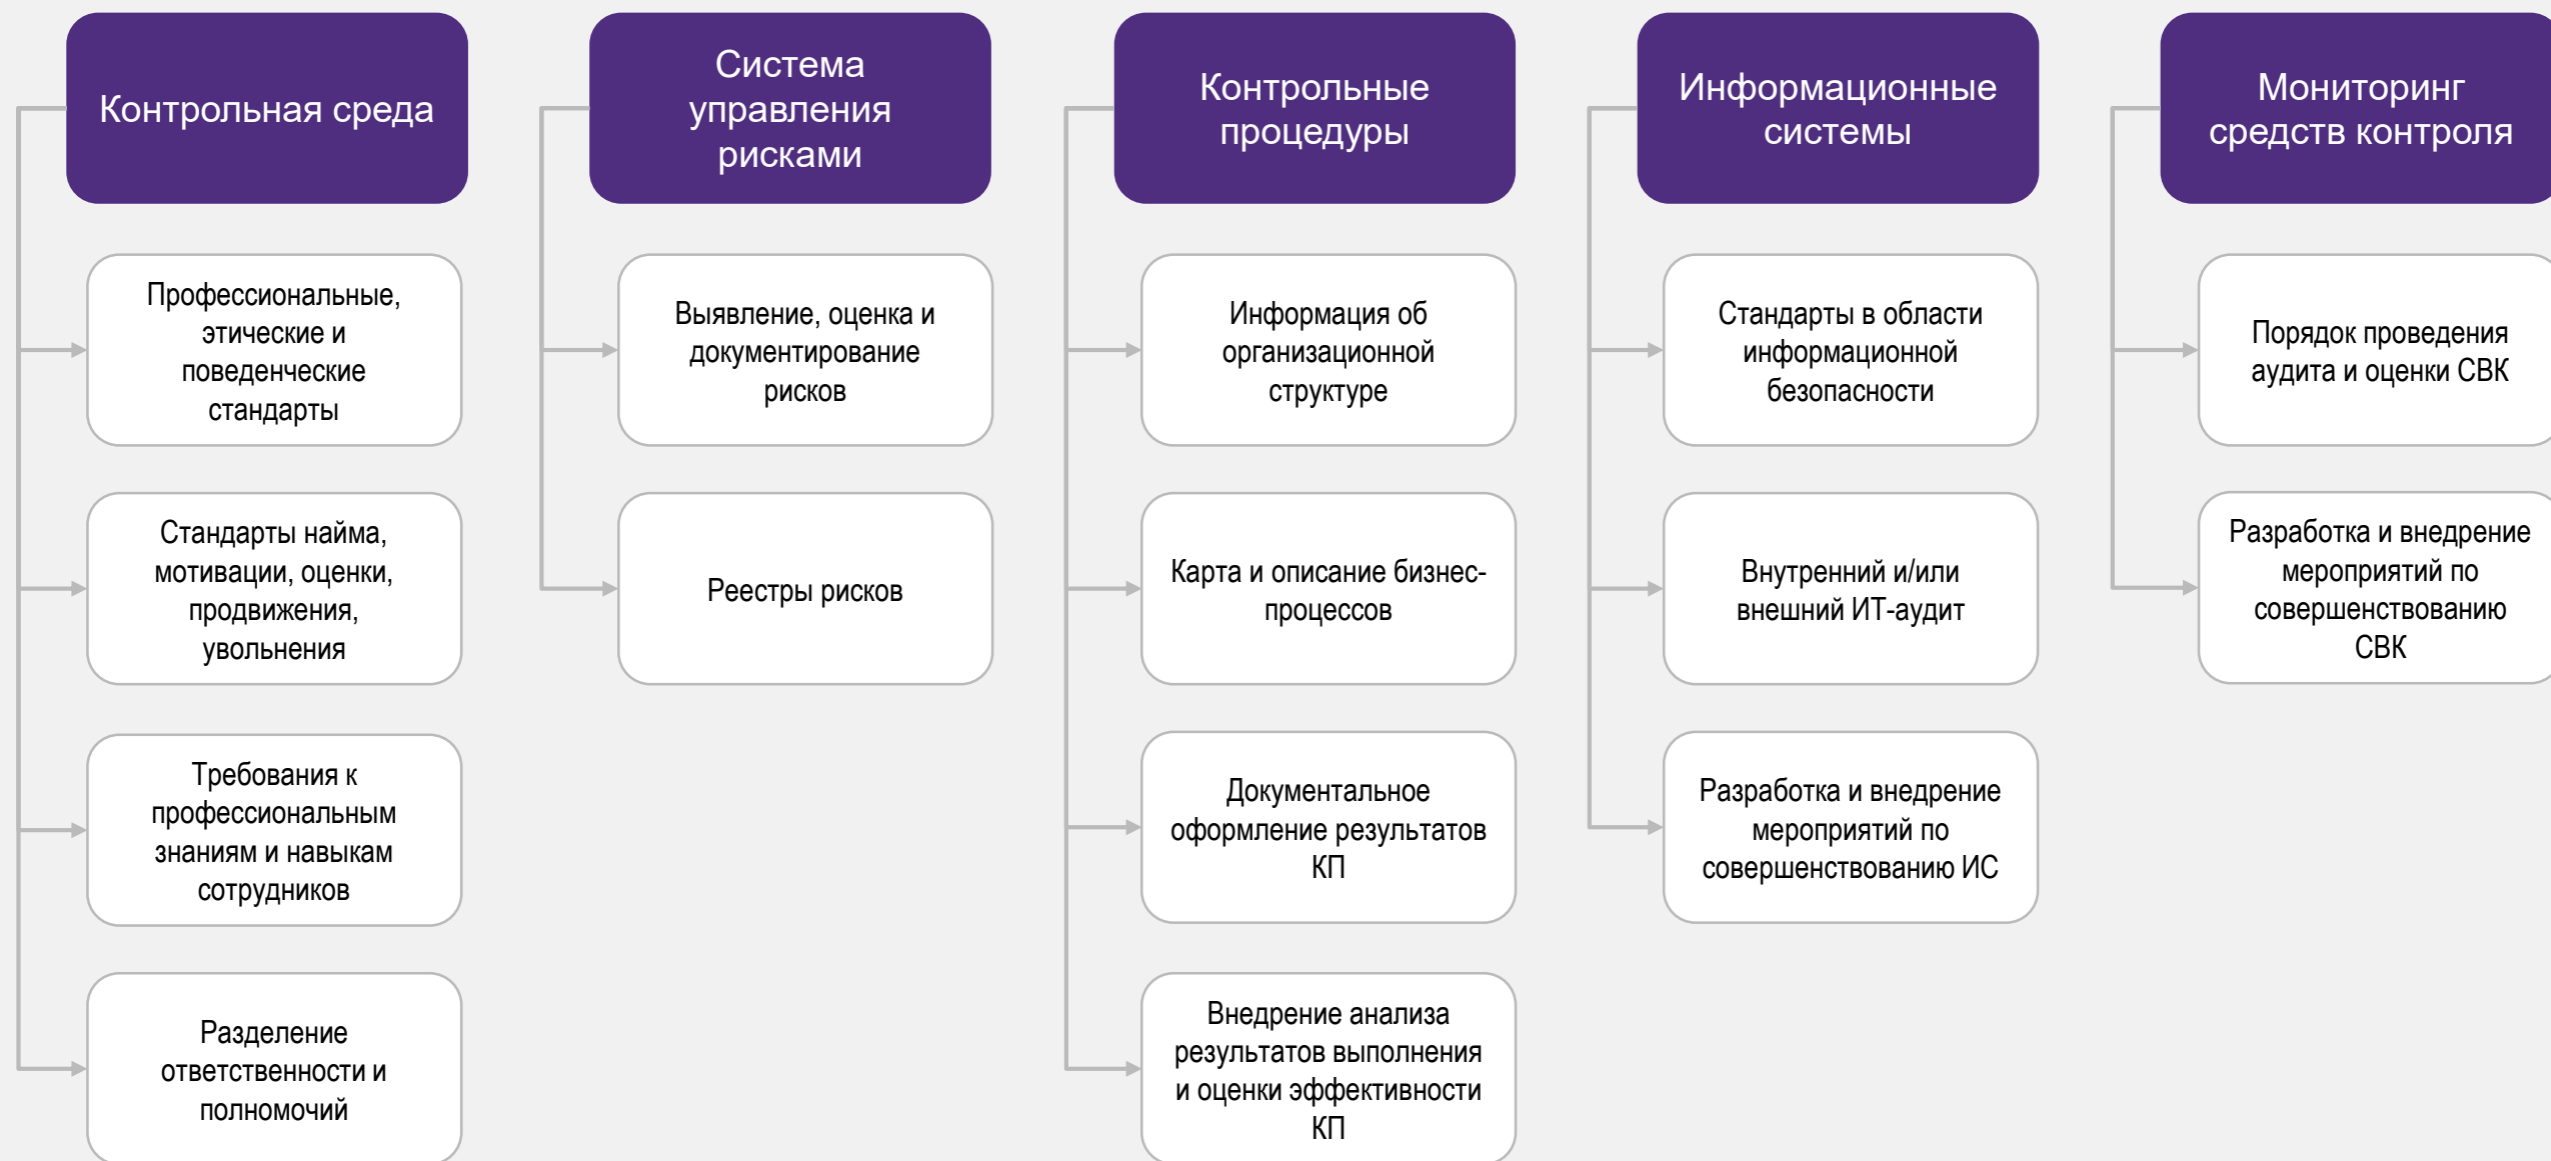 Контрольная среда
Профессиональные,
этические и
поведенческие
стандарты
Стандарты найма,
мотивации, оценки,
продвижения,
увольнения
Требования к
профессиональным
знаниям и навыкам
сотрудников
Разделение
ответственности и
полномочий
Система
управления
рисками
Выявление, оценка и
документирование
рисков
Реестры рисков
Контрольные
процедуры
Информация об
организационной
структуре
Карта и описание бизнес-
процессов
Документальное
оформление результатов
КП
Внедрение анализа
результатов выполнения
и оценки эффективности
КП
Информационные
системы
Стандарты в области
информационной
безопасности
Внутренний и/или
внешний ИТ-аудит
Разработка и внедрение
мероприятий по
совершенствованию ИС
Мониторинг
средств контроля
Порядок проведения
аудита и оценки СВК
Разработка и внедрение
мероприятий по
совершенствованию
СВК